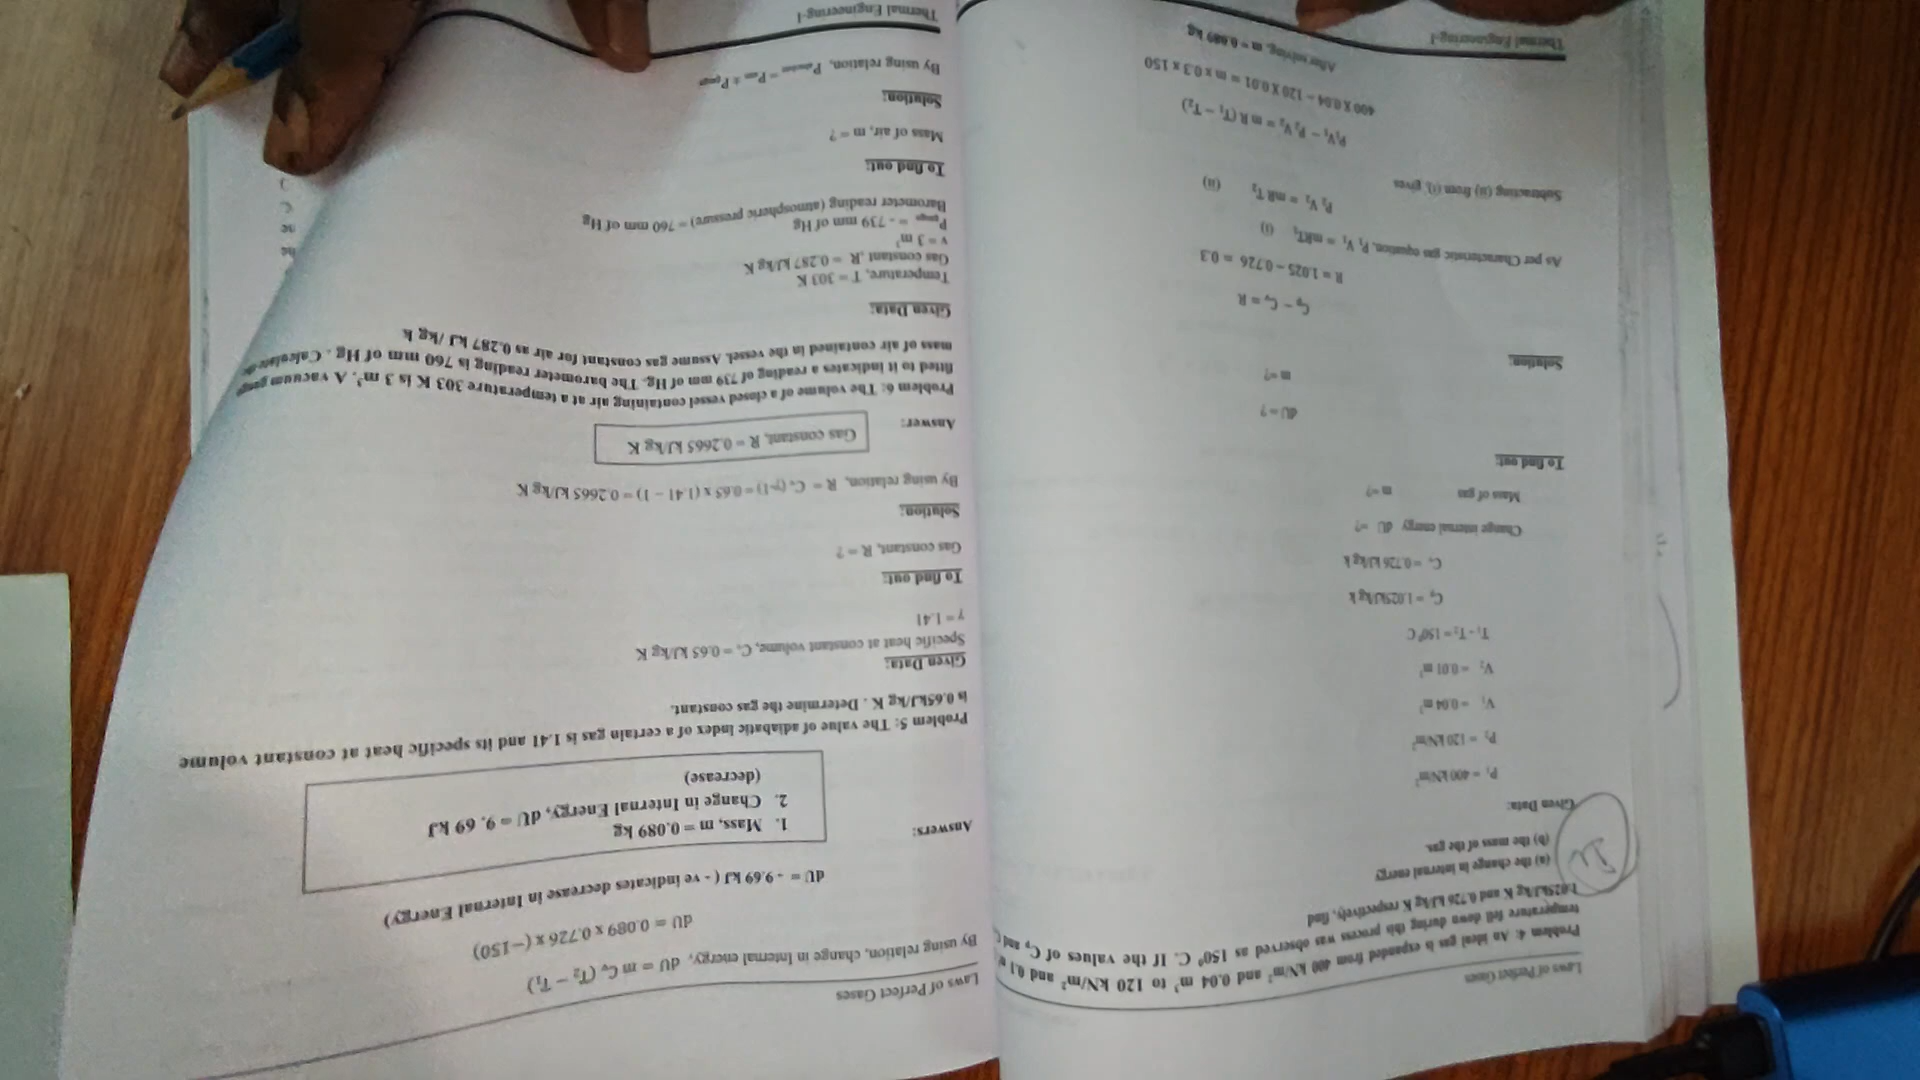 Laws of Perfect Gases
Problem 4: An ideal gas is expanded from 400 kN/m² and 0.04 m³ to 120 kN/m² and 0.1
temperature fell down during this process was observed as 150⁰ C. If the values of Cₚ and
1.025kJ/kg K and 0.726 kJ/kg K respectively, find
(a) the change in internal energy
(b) the mass of the gas.
Given Data:
P₁ = 400 kN/m²
P₂ = 120 kN/m²
V₁ = 0.04 m³
V₂ = 0.01 m³
T₁ - T₂ = 150⁰ C
Cₚ = 1.025kJ/kg k
Cᵥ = 0.726 kJ/kg k
Change internal energy dU =?
Mass of gas m =?
To find out:
dU = ?
m =?
Solution:
Cₚ - Cᵥ = R
R = 1.025 - 0.726 = 0.3
As per Characteristic gas equation, P₁ V₁ = mRT₁ (i)
P₂ V₂ = mR T₂ (ii)
Subtracting (ii) from (i), gives
P₁V₁ - P₂ V₂ = m R (T₁ - T₂)
400 X 0.04 - 120 X 0.01 = m x 0.3 x 150
After solving, m = 0.089 kg
Thermal Engineering-I
Laws of Perfect Gases
By using relation, change in Internal energy, dU = m Cᵥ (T₂ - T₁)
dU = 0.089 x 0.726 x (-150)
dU = - 9.69 kJ ( - ve indicates decrease in Internal Energy)
Answers:
1. Mass, m = 0.089 kg
2. Change in Internal Energy, dU = 9. 69 kJ
(decrease)
Problem 5: The value of adiabatic index of a certain gas is 1.41 and its specific heat at constant volume
is 0.65kJ/kg K . Determine the gas constant.
Given Data:
Specific heat at constant volume, Cᵥ = 0.65 kJ/kg K
γ = 1.41
To find out:
Gas constant, R = ?
Solution:
By using relation, R = Cᵥ (γ-1) = 0.65 x (1.41 - 1) = 0.2665 kJ/kg K
Answer:
Gas constant, R = 0.2665 kJ/kg K
Problem 6: The volume of a closed vessel containing air at a temperature 303 K is 3 m³. A vacuum gauge
fitted to it indicates a reading of 739 mm of Hg. The barometer reading is 760 mm of Hg . Calculate the
mass of air contained in the vessel. Assume gas constant for air as 0.287 kJ /kg k
Given Data:
Temperature, T = 303 K
Gas constant ,R = 0.287 kJ/kg K
v = 3 m³
P gauge = - 739 mm of Hg
Barometer reading (atmospheric pressure) = 760 mm of Hg
To find out:
Mass of air, m = ?
Solution:
By using relation, P absolute = P atm ± P gauge
Thermal Engineering-I